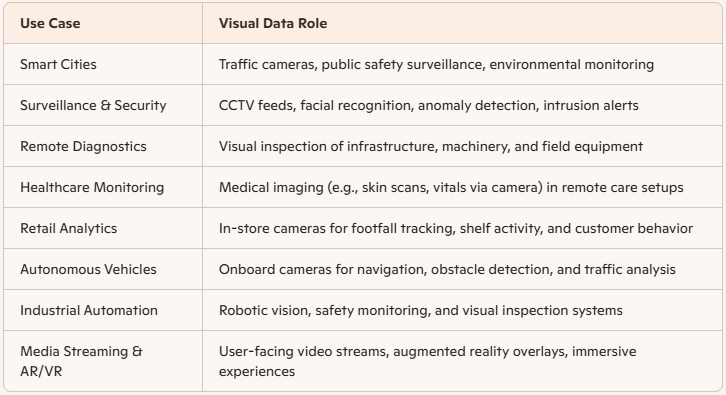 Use Case Visual Data Role
Smart Cities Traffic cameras, public safety surveillance, environmental monitoring
Surveillance & Security CCTV feeds, facial recognition, anomaly detection, intrusion alerts
Remote Diagnostics Visual inspection of infrastructure, machinery, and field equipment
Healthcare Monitoring Medical imaging (e.g., skin scans, vitals via camera) in remote care setups
Retail Analytics In-store cameras for footfall tracking, shelf activity, and customer behavior
Autonomous Vehicles Onboard cameras for navigation, obstacle detection, and traffic analysis
Industrial Automation Robotic vision, safety monitoring, and visual inspection systems
Media Streaming &
AR/VR
User-facing video streams, augmented reality overlays, immersive
experiences